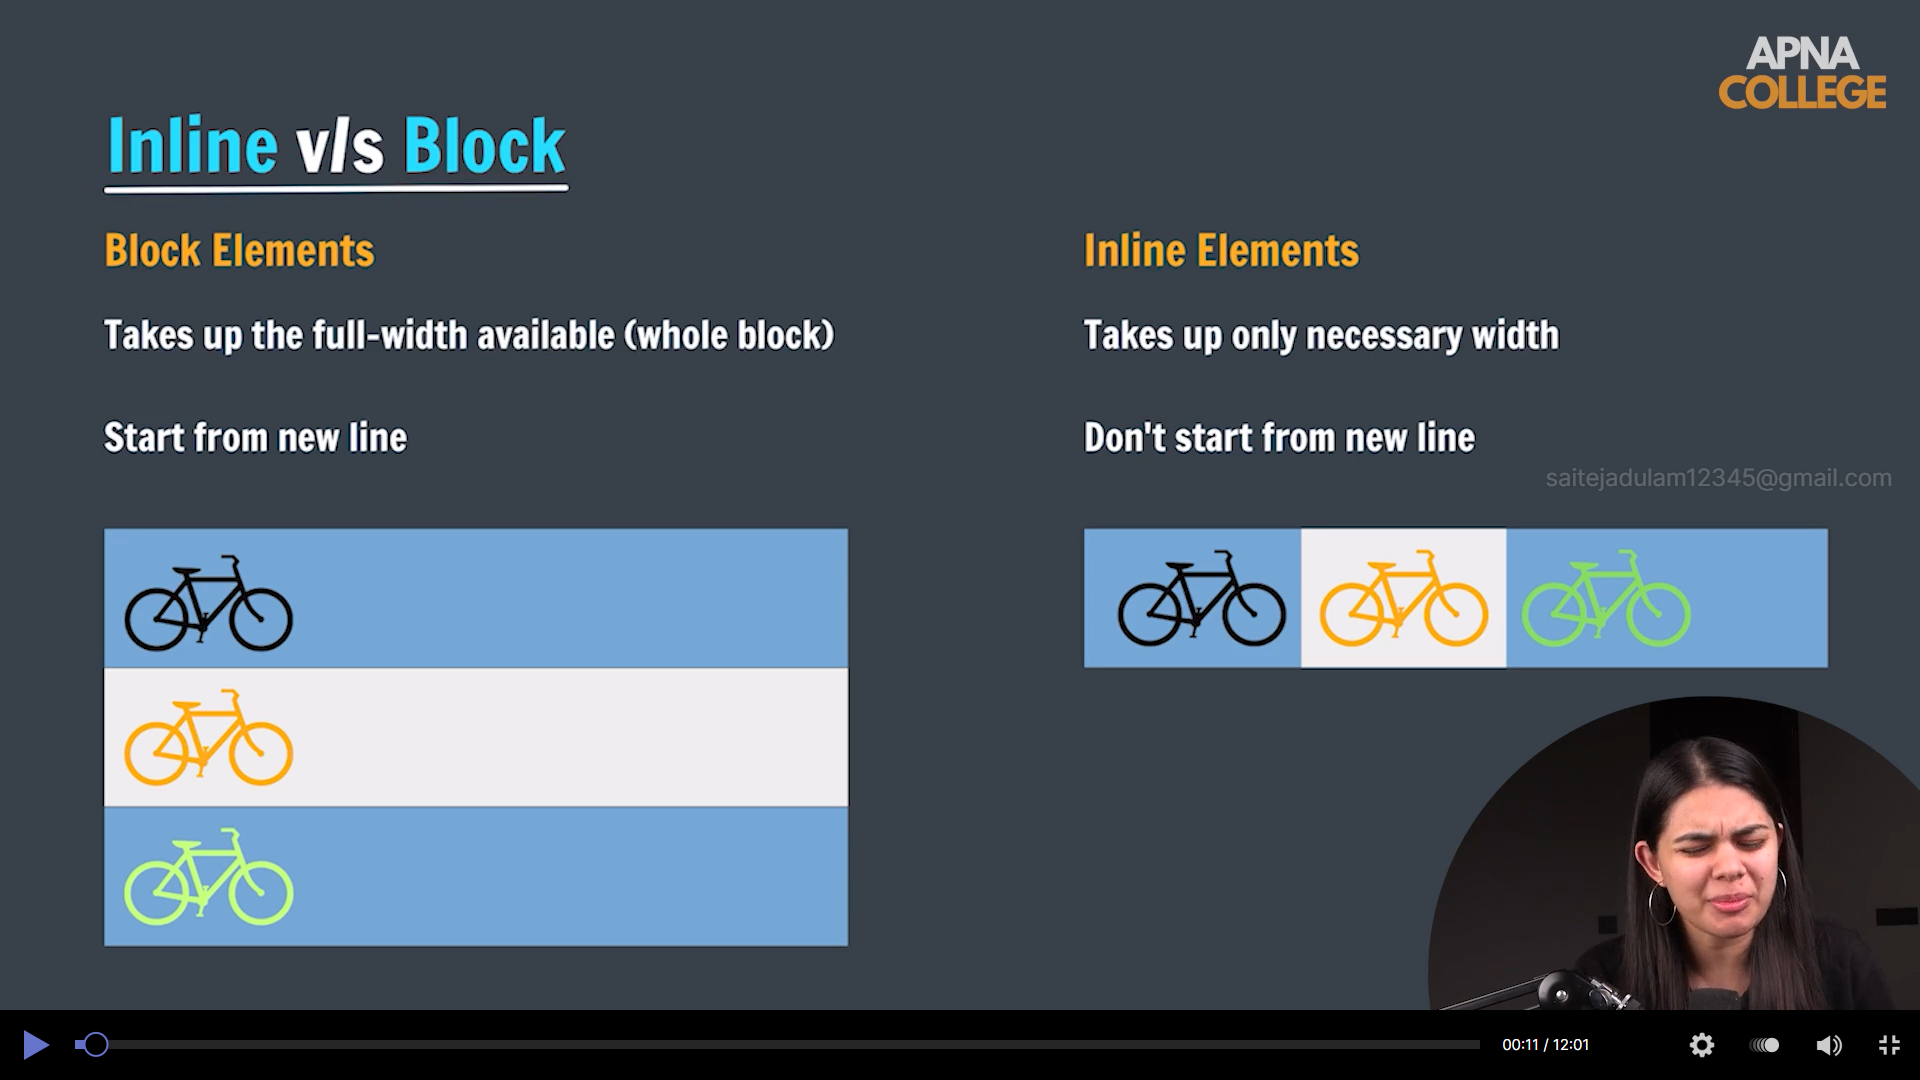 APNA
COLLEGE
Inline v/s Block
Block Elements
Takes up the full-width available (whole block)
Start from new line
Inline Elements
Takes up only necessary width
Don't start from new line
saitejadulam12345@gmail.com
00:11 / 12:01